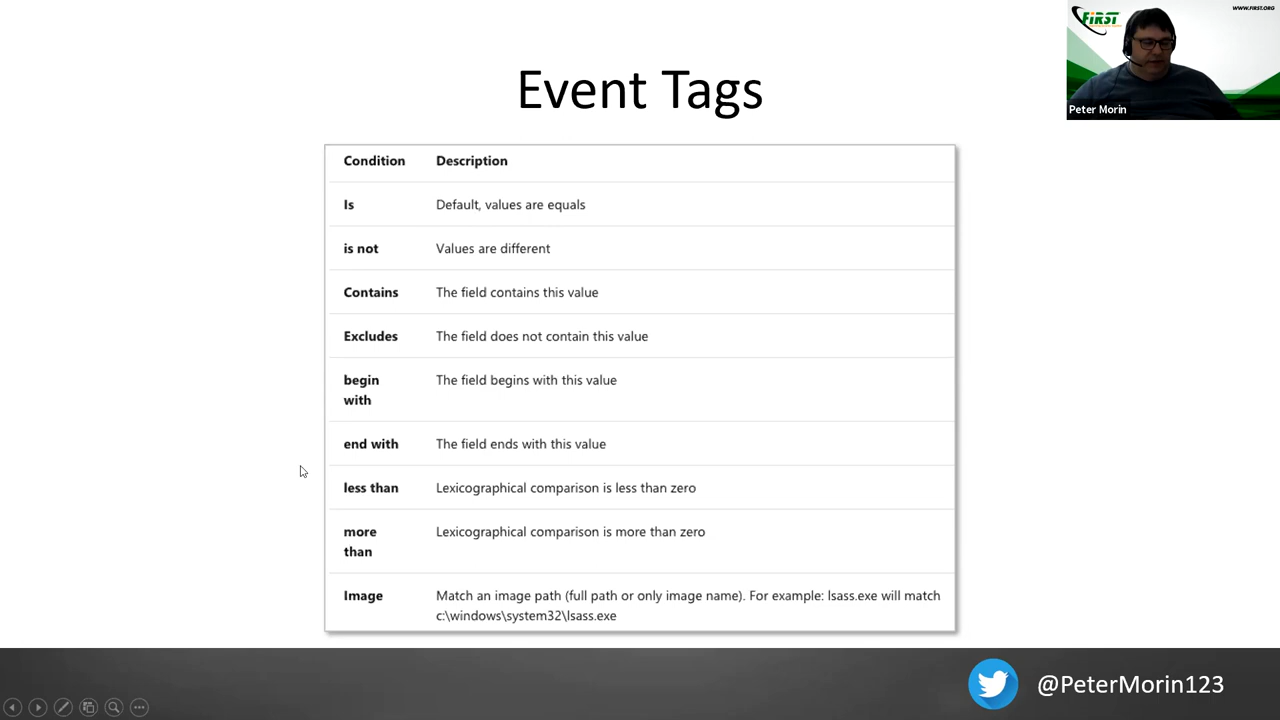 FIRST
WWW.FIRST.ORG
Peter Morin
Event Tags
Condition Description
Is Default, values are equals
is not Values are different
Contains The field contains this value
Excludes The field does not contain this value
begin The field begins with this value
with
end with The field ends with this value
less than Lexicographical comparison is less than zero
more Lexicographical comparison is more than zero
than
Image Match an image path (full path or only image name). For example: lsass.exe will match
c:\windows\system32\lsass.exe
@PeterMorin123